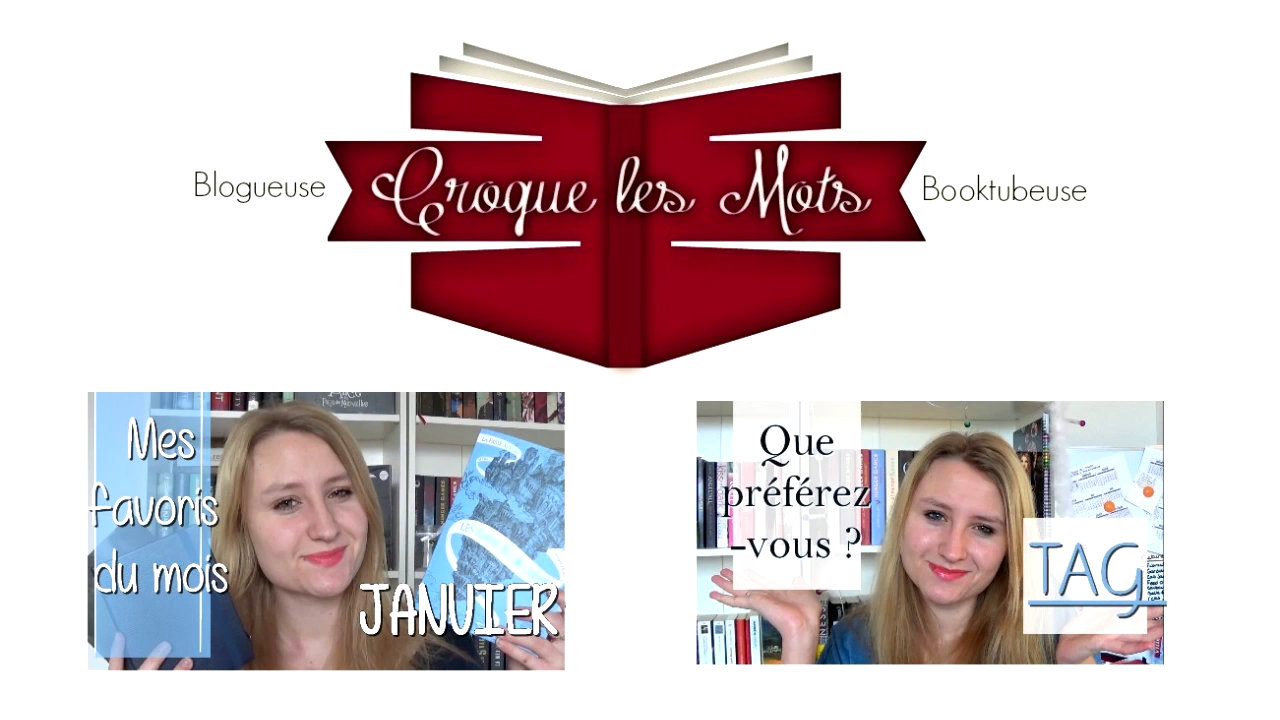 Blogueuse
Croque les Mots
Booktubeuse
Mes
favoris
du mois
JANVIER
Que
préférez
-vous ?
TAG